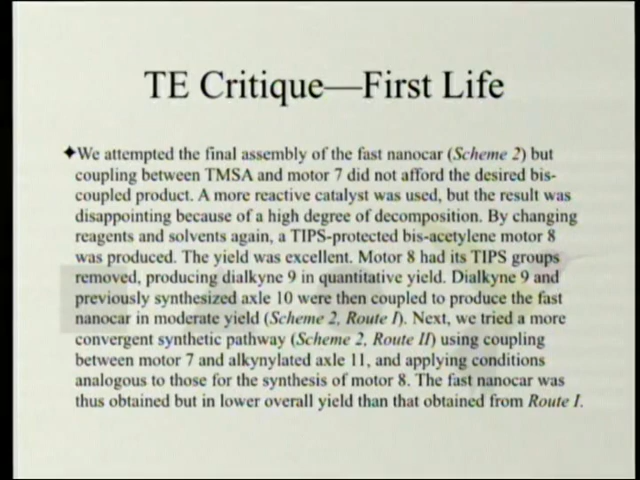 TE Critique—First Life
✦We attempted the final assembly of the fast nanocar (Scheme 2) but
coupling between TMSA and motor 7 did not afford the desired bis-
coupled product. A more reactive catalyst was used, but the result was
disappointing because of a high degree of decomposition. By changing
reagents and solvents again, a TIPS-protected bis-acetylene motor 8
was produced. The yield was excellent. Motor 8 had its TIPS groups
removed, producing dialkyne 9 in quantitative yield. Dialkyne 9 and
previously synthesized axle 10 were then coupled to produce the fast
nanocar in moderate yield (Scheme 2, Route I). Next, we tried a more
convergent synthetic pathway (Scheme 2, Route II) using coupling
between motor 7 and alkynylated axle 11, and applying conditions
analogous to those for the synthesis of motor 8. The fast nanocar was
thus obtained but in lower overall yield than that obtained from Route I.